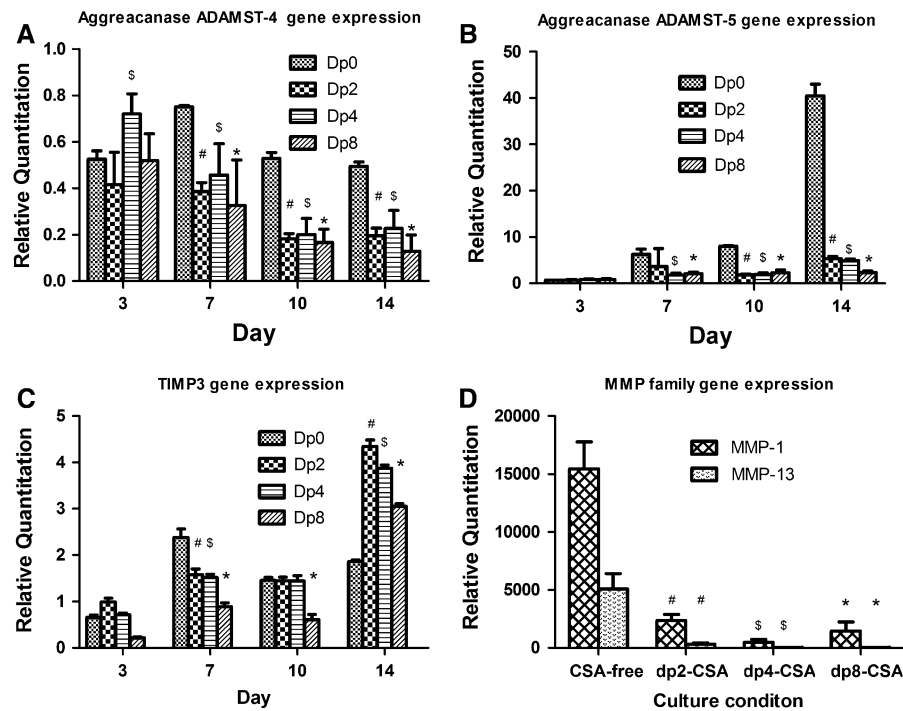 A
Aggreacanase ADAMST-4 gene expression
Relative Quantitation
1.0
0.8
0.6
0.4
0.2
0.0
Dp0
Dp2
Dp4
Dp8
$
#
$
*
#
$
*
#
$
*
3
7
10
14
Day
B
Aggreacanase ADAMST-5 gene expression
Relative Quantitation
50
40
30
20
10
0
Dp0
Dp2
Dp4
Dp8
$
*
#
$
*
#
$
*
3
7
10
14
Day
C
TIMP3 gene expression
Relative Quantitation
5
4
3
2
1
0
Dp0
Dp2
Dp4
Dp8
#
$
*
*
#
$
*
3
7
10
14
Day
D
MMP family gene expression
Relative Quantitation
20000
15000
10000
5000
0
MMP-1
MMP-13
# #
$ $
* *
CSA-free dp2-CSA dp4-CSA dp8-CSA
Culture conditon